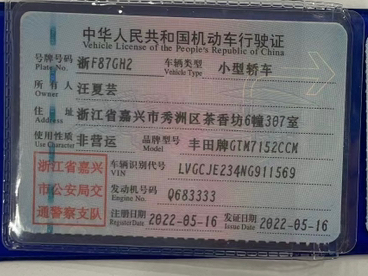 中华人民共和国机动车行驶证
Vehicle License of the People's Republic of China
号牌号码 浙F87GH2 车辆类型 小型轿车
Plate No. Vehicle Type
所有人 汪夏芸
Owner
住址 浙江省嘉兴市秀洲区茶香坊6幢307室
Address
使用性质 非营运 品牌型号 丰田牌GTM7152CCM
Use Character Model
浙江省嘉兴 车辆识别代号 LVGCJE234NG911569
VIN
市公安局交 发动机号码 Q683333
Engine No.
通警察支队 注册日期 2022-05-16 发证日期 2022-05-16
Register Date Issue Date